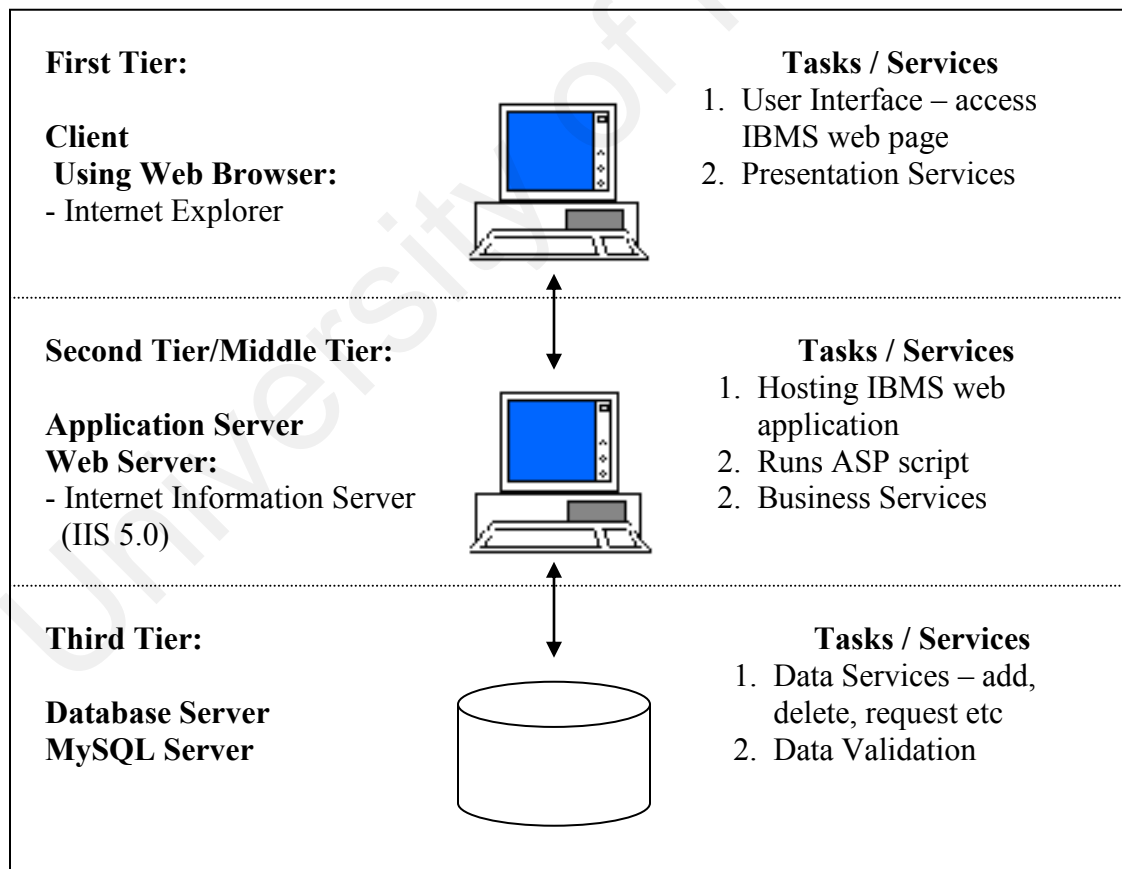 First Tier:
Client
Using Web Browser:
- Internet Explorer
Tasks / Services
1. User Interface – access
IBMS web page
2. Presentation Services
Second Tier/Middle Tier:
Application Server
Web Server:
- Internet Information Server
(IIS 5.0)
Tasks / Services
1. Hosting IBMS web
application
2. Runs ASP script
2. Business Services
Third Tier:
Database Server
MySQL Server
Tasks / Services
1. Data Services – add,
delete, request etc
2. Data Validation
University of